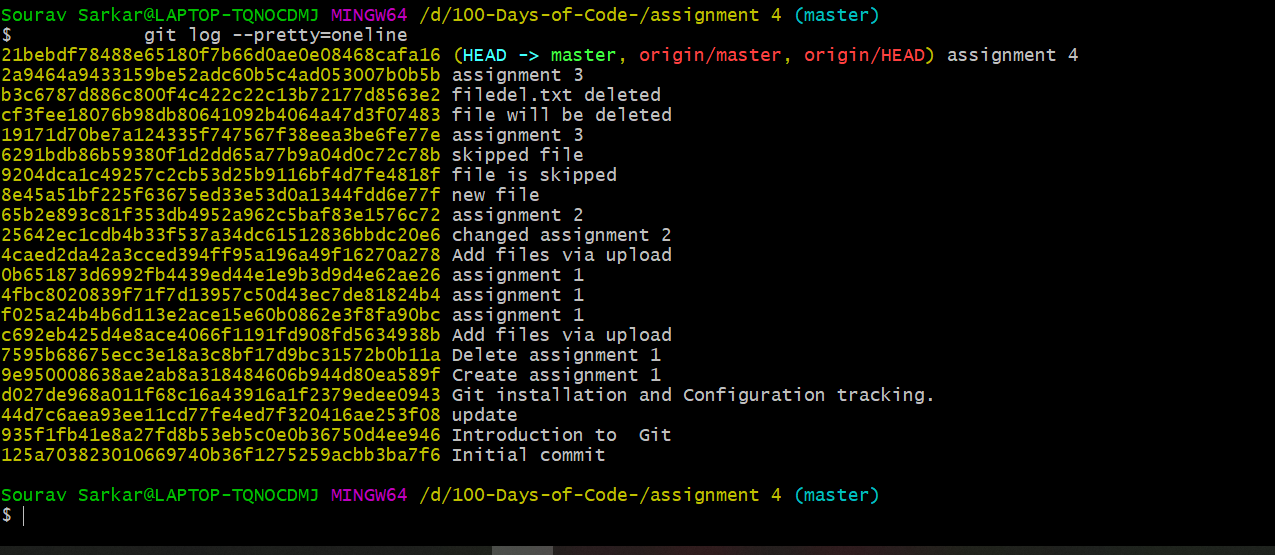 Sourav Sarkar@LAPTOP-TQNOCDMJ MINGW64 /d/100-Days-of-Code-/assignment 4 (master)
$ git log --pretty=oneline
21bebdf78488e65180f7b66d0ae0e08468cafa16 (HEAD -> master, origin/master, origin/HEAD) assignment 4
2a9464a9433159be52adc60b5c4ad053007b0b5b assignment 3
b3c6787d886c800f4c422c22c13b72177d8563e2 filedel.txt deleted
cf3fee18076b98db80641092b4064a47d3f07483 file will be deleted
19171d70be7a124335f747567f38eea3be6fe77e assignment 3
6291bdb86b59380f1d2dd65a77b9a04d0c72c78b skipped file
9204dca1c49257c2cb53d25b9116bf4d7fe4818f file is skipped
8e45a51bf225f63675ed33e53d0a1344fdd6e77f new file
65b2e893c81f353db4952a962c5baf83e1576c72 assignment 2
25642ec1cdb4b33f537a34dc61512836bbdc20e6 changed assignment 2
4caed2da42a3cced394ff95a196a49f16270a278 Add files via upload
0b651873d6992fb4439ed44e1e9b3d9d4e62ae26 assignment 1
4fbc8020839f71f7d13957c50d43ec7de81824b4 assignment 1
f025a24b4b6d113e2ace15e60b0862e3f8fa90bc assignment 1
c692eb425d4e8ace4066f1191fd908fd5634938b Add files via upload
7595b68675ecc3e18a3c8bf17d9bc31572b0b11a Delete assignment 1
9e950008638ae2ab8a318484606b944d80ea589f Create assignment 1
d027de968a011f68c16a43916a1f2379edee0943 Git installation and Configuration tracking.
44d7c6aea93ee11cd77fe4ed7f320416ae253f08 update
935f1fb41e8a27fd8b53eb5c0e0b36750d4ee946 Introduction to  Git
125a703823010669740b36f1275259acbb3ba7f6 Initial commit
Sourav Sarkar@LAPTOP-TQNOCDMJ MINGW64 /d/100-Days-of-Code-/assignment 4 (master)
$